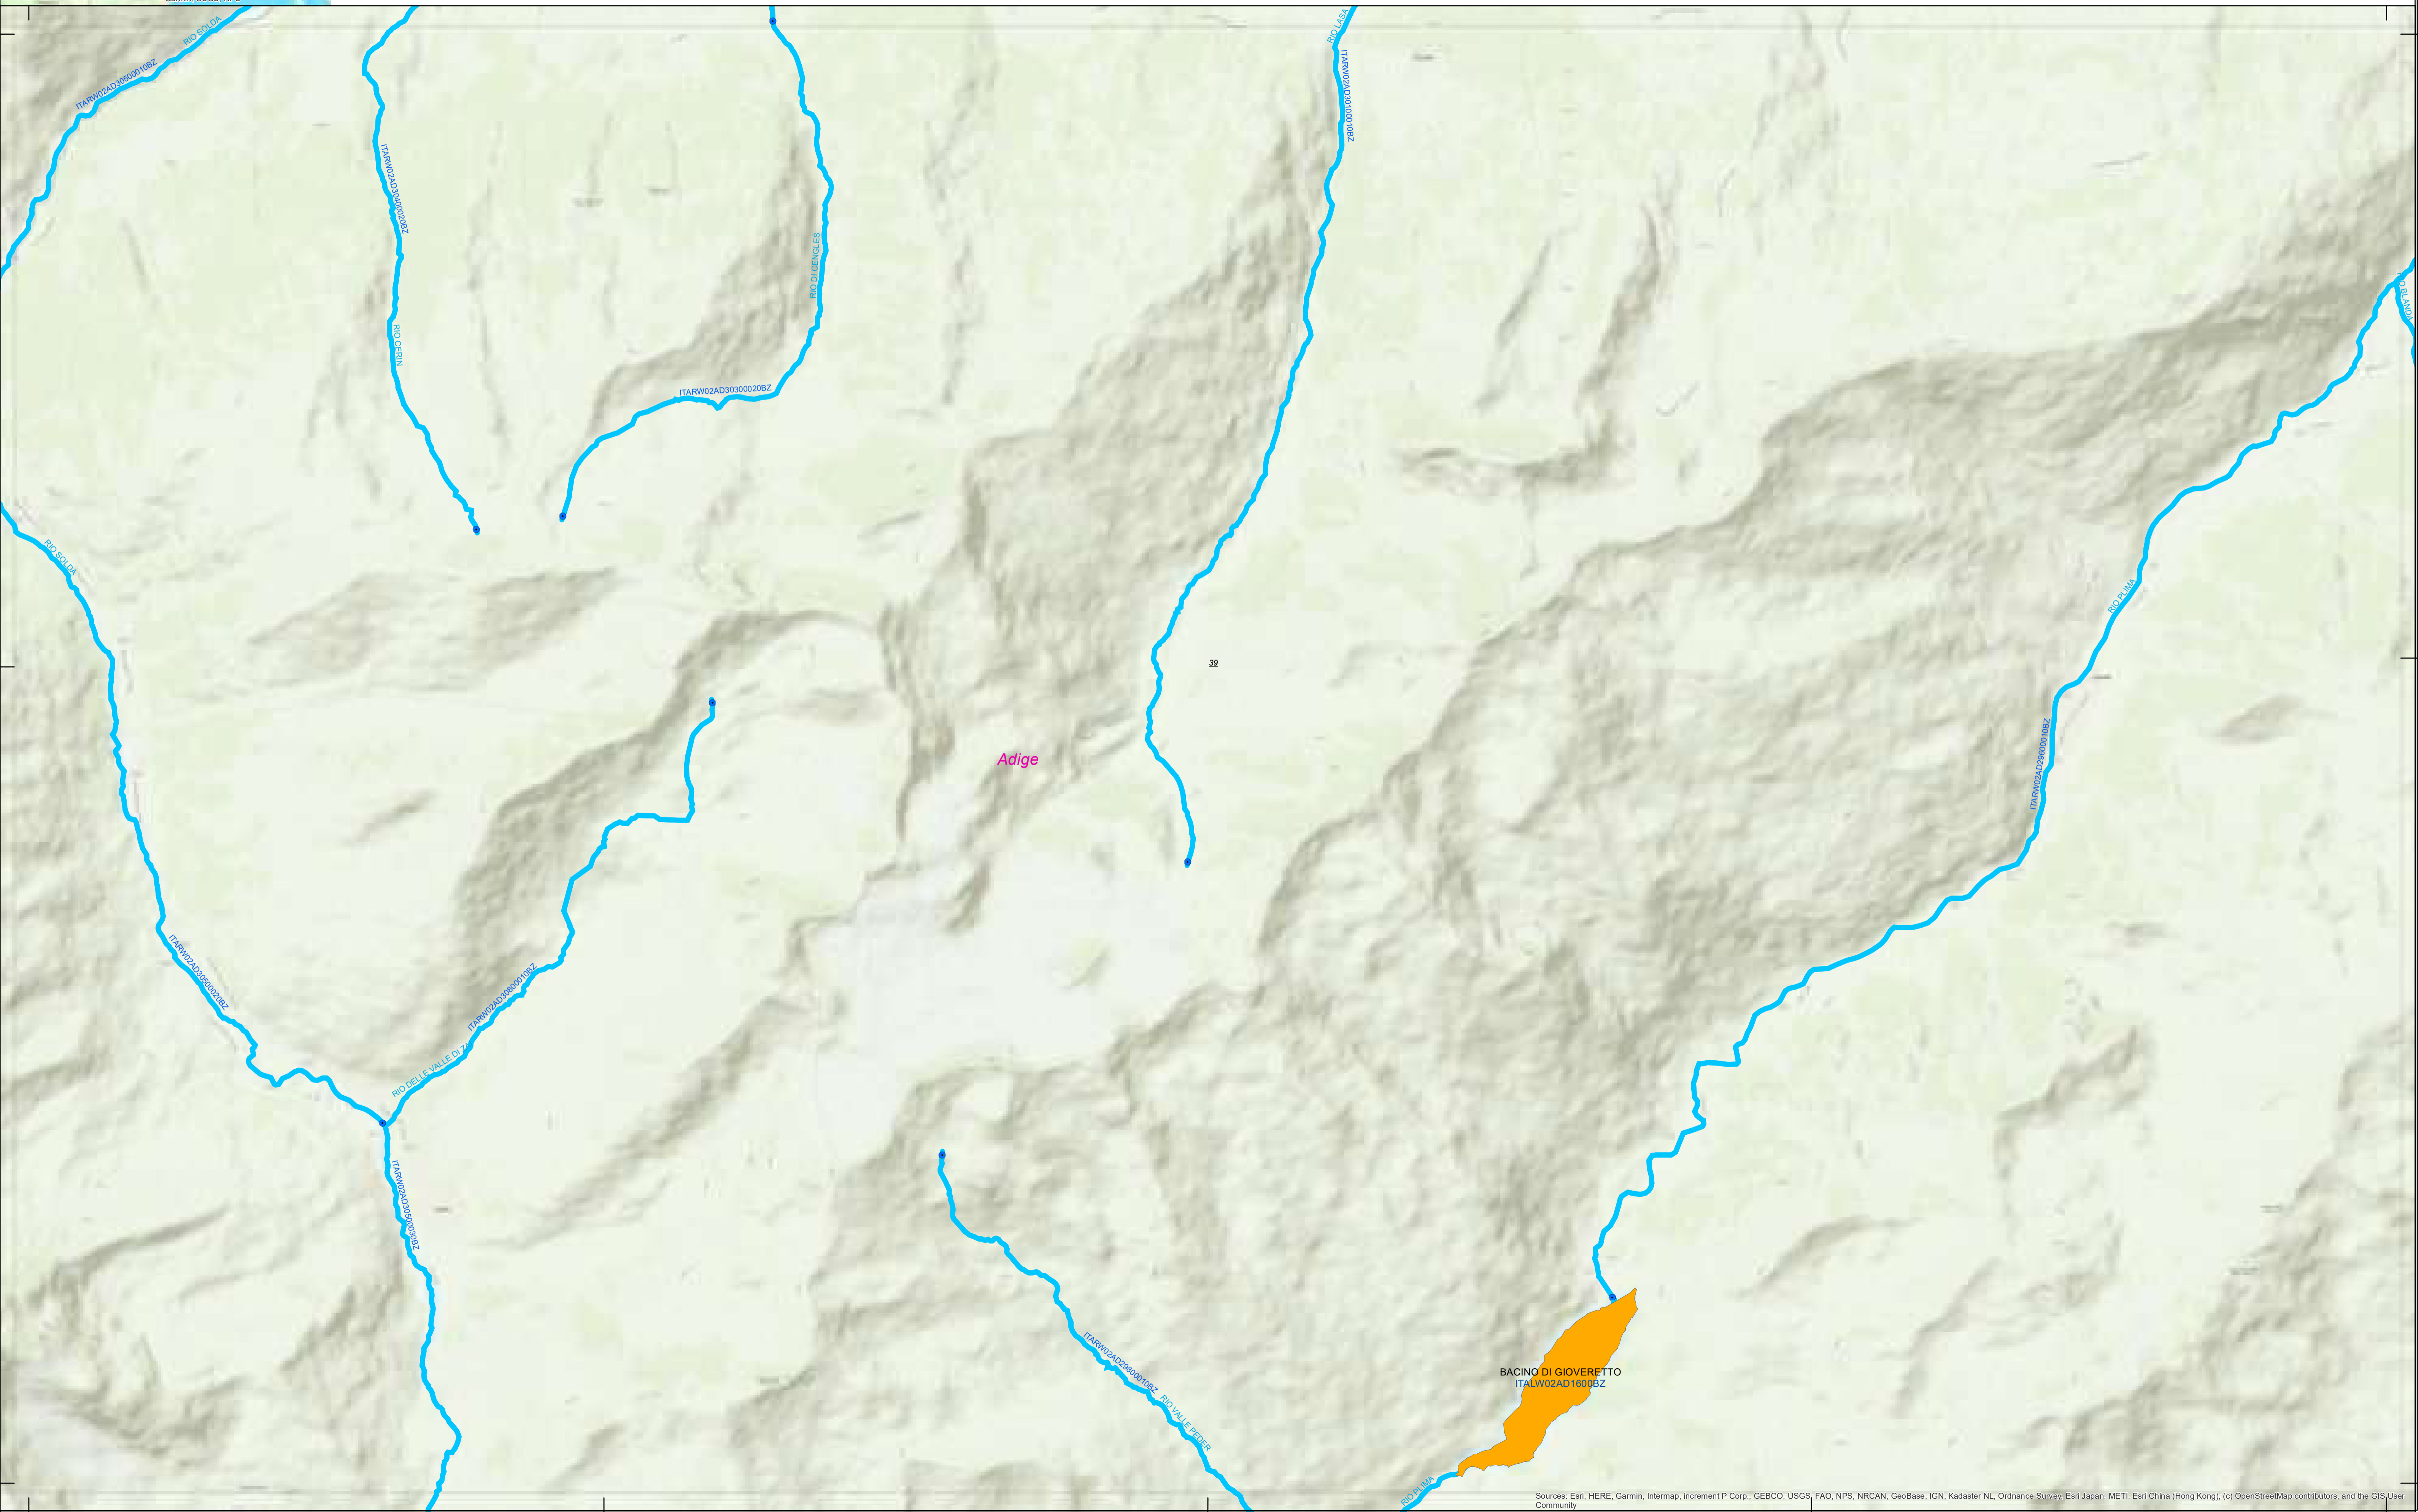 RIO SOLDA
ITARW02AD30500010BZ
RIO LASA
ITARW02AD30100010BZ
ITARW02AD30400020BZ
RIO DI CENGLES
RIO CERIN
ITARW02AD30300020BZ
RIO SOLDA
RIO PLIMA
39
Adige
ITARW02AD29600010BZ
ITARW02AD30500020BZ
ITARW02AD30800010BZ
RIO DELLE VALLE DI
ITARW02AD30500030BZ
ITARW02AD29800010BZ
RIO VALLE PEDER
BACINO DI GIOVERETTO
ITALW02AD1600BZ
RIO PLIMA
Sources: Esri, HERE, Garmin, Intermap, increment P Corp., GEBCO, USGS, FAO, NPS, NRCAN, GeoBase, IGN, Kadaster NL, Ordnance Survey, Esri Japan, METI, Esri China (Hong Kong), (c) OpenStreetMap contributors, and the GIS User
Community